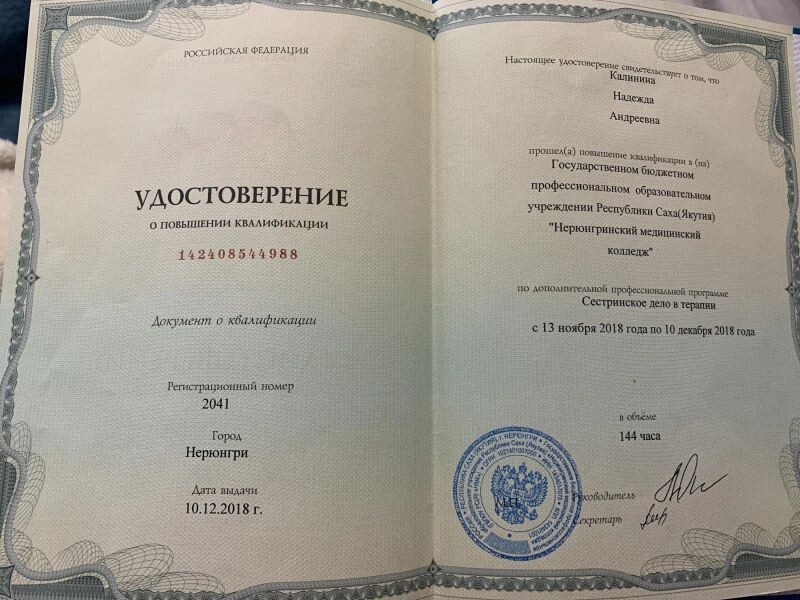 РОССИЙСКАЯ ФЕДЕРАЦИЯ
УДОСТОВЕРЕНИЕ
О ПОВЫШЕНИИ КВАЛИФИКАЦИИ
142408544988
Документ о квалификации
Регистрационный номер
2041
Город
Нерюнгри
Дата выдачи
10.12.2018 г.
Настоящее удостоверение свидетельствует о том, что
Калинина
Надежда
Андреевна
прошел(а) повышение квалификации в (на)
Государственном бюджетном
профессиональном образовательном
учреждении Республики Саха(Якутия)
"Нерюнгринский медицинский
колледж"
по дополнительной профессиональной программе
Сестринское дело в терапии
с 13 ноября 2018 года по 10 декабря 2018 года
в объёме
144 часа
М.П.
Руководитель
Секретарь